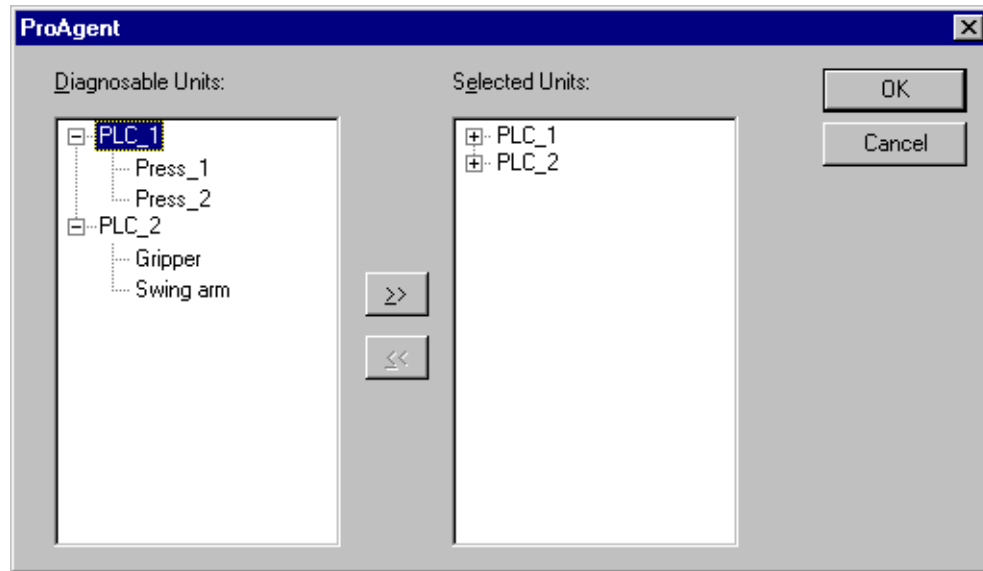 ProAgent
Diagnosable Units:
Selected Units:
OK
Cancel
PLC_1
Press_1
Press_2
PLC_2
Gripper
Swing arm
>>
<<
PLC_1
PLC_2